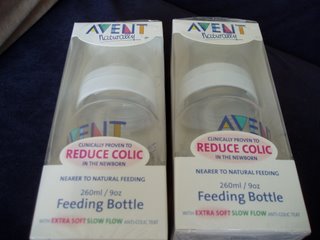 AVENT
naturally
AVENT
CLINICALLY PROVEN TO
REDUCE COLIC
IN THE NEWBORN
NEARER TO NATURAL FEEDING
260ml / 9oz
Feeding Bottle
WITH EXTRA SOFT SLOW FLOW ANTI-COLIC TEAT
AVENT
naturally
AVENT
CLINICALLY PROVEN TO
REDUCE COLIC
IN THE NEWBORN
NEARER TO NATURAL FEEDING
260ml / 9oz
Feeding Bottle
WITH EXTRA SOFT SLOW FLOW ANTI-COLIC TEAT